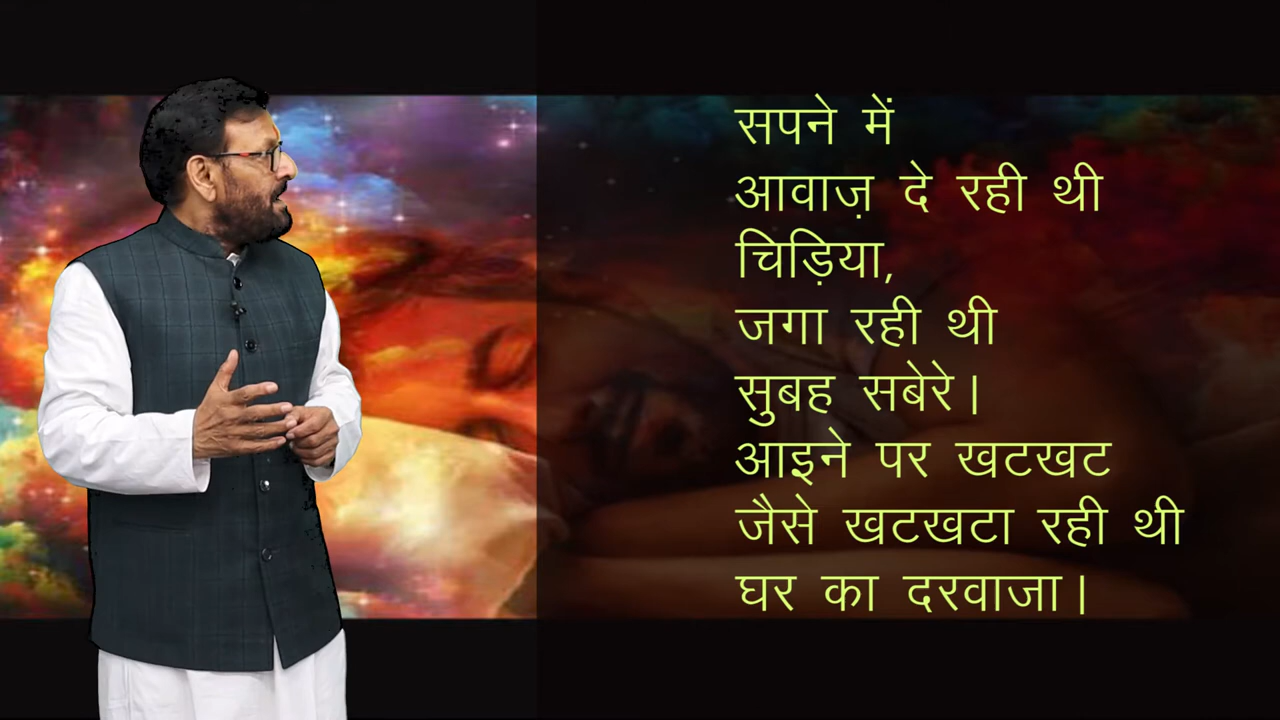 सपने में
आवाज़ दे रही थी
चिड़िया,
जगा रही थी
सुबह सबेरे।
आइने पर खटखट
जैसे खटखटा रही थी
घर का दरवाजा।